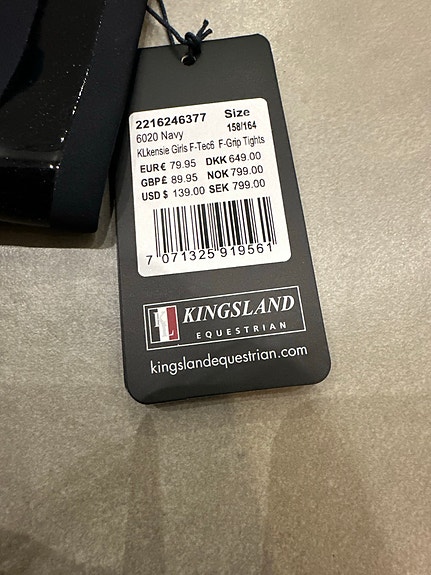 2216246377 Size
6020 Navy 158/164
KLkensie Girls F-Tec6 F-Grip Tights
EUR € 79.95 DKK 649.00
GBP £ 89.95 NOK 799.00
USD $ 139.00 SEK 799.00
7 071325 919561
KL KINGSLAND
EQUESTRIAN
kingslandequestrian.com